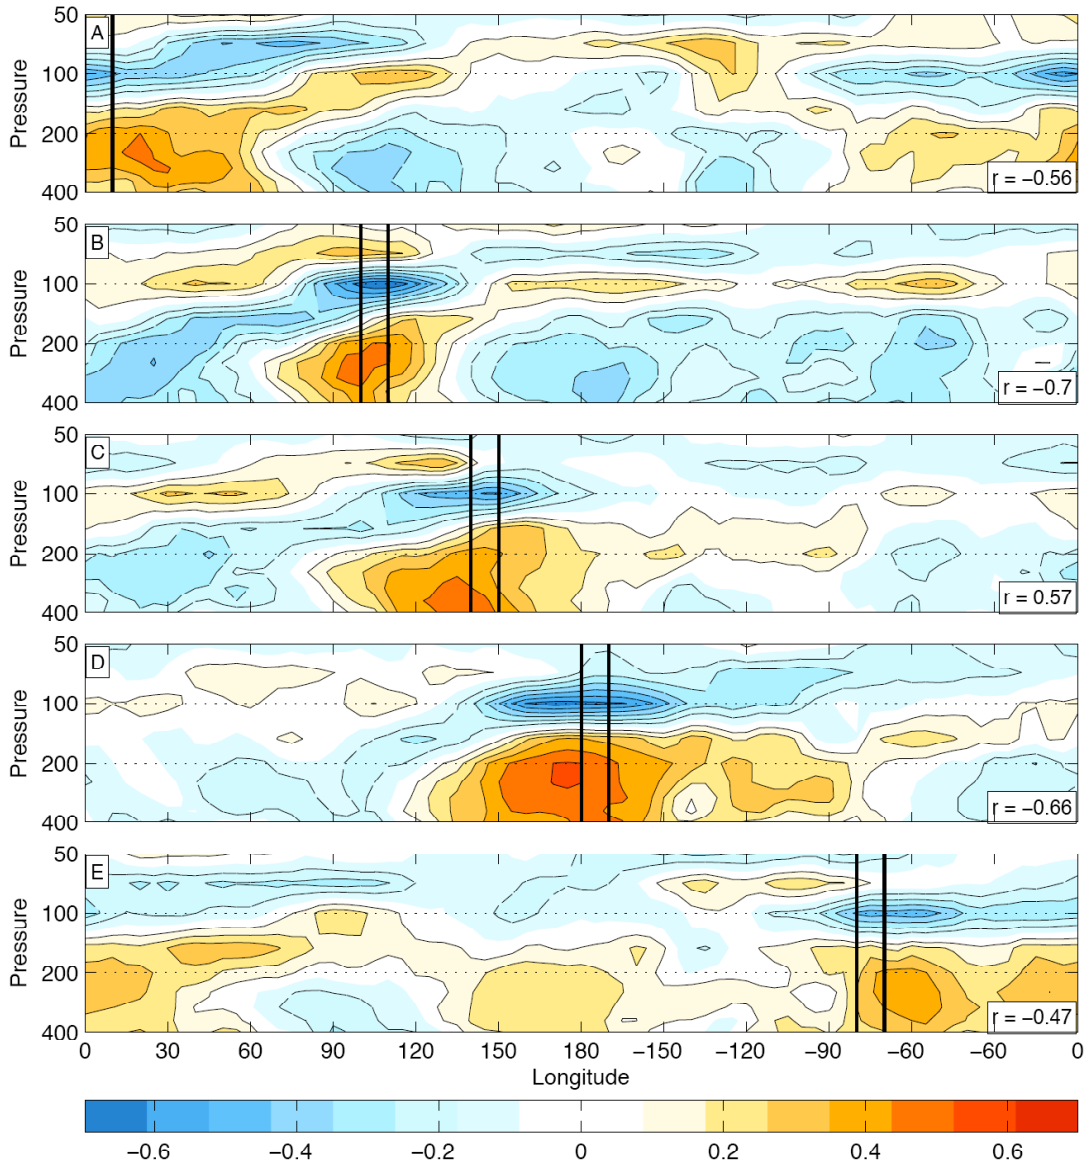 50
A
100
Pressure
200
400
r = −0.56
50
B
100
Pressure
200
400
r = −0.7
50
C
100
Pressure
200
400
r = 0.57
50
D
100
Pressure
200
400
r = −0.66
50
E
100
Pressure
200
400
r = −0.47
0 30 60 90 120 150 180 −150 −120 −90 −60 −60 0
Longitude
−0.6 −0.4 −0.2 0 0.2 0.4 0.6